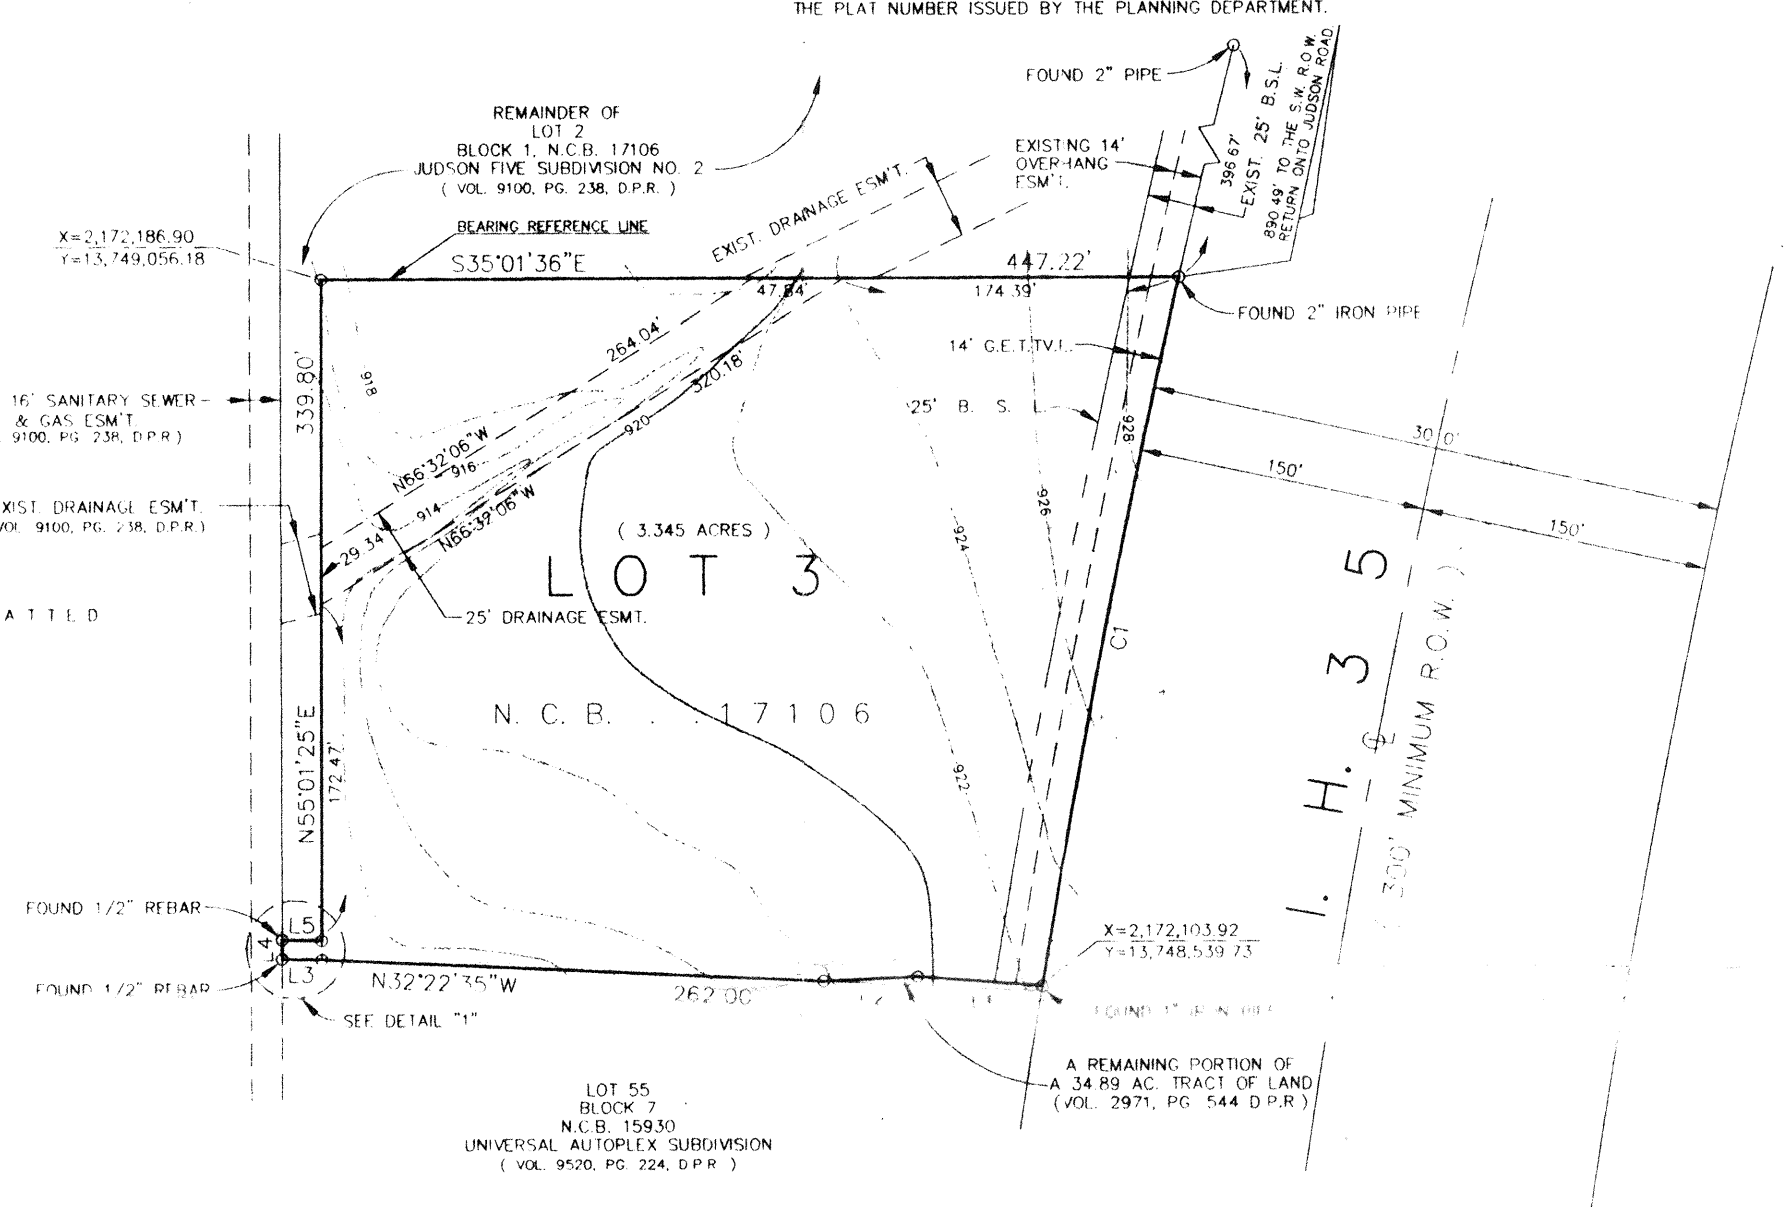 THE PLAT NUMBER ISSUED BY THE PLANNING DEPARTMENT.
FOUND 2" PIPE
396.67'
EXIST. 25' B.S.L.
890.49' TO THE S.W. R.O.W.
RETURN ONTO JUDSON ROAD
REMAINDER OF
LOT 2
BLOCK 1, N.C.B. 17106
JUDSON FIVE SUBDIVISION NO. 2
( VOL. 9100, PG. 238, D.P.R. )
EXISTING 14'
OVERHANG
ESM'T.
EXIST. DRAINAGE ESM'T.
BEARING REFERENCE LINE
X=2,172,186.90
Y=13,749,056.18
S35°01'36"E
447.22'
47.84'
174.39'
FOUND 2" IRON PIPE
264.04'
320.18'
14' G.E.T.TV.E.
339.80'
918
16' SANITARY SEWER
& GAS ESM'T.
9100, PG. 238, D.P.R.)
25' B. S. L.
920
928
30 0'
150'
150'
N66°32'06"W
916
914
N66°32'06"W
XIST. DRAINAGE ESM'T.
VOL. 9100, PG. 238, D.P.R.)
29.34'
( 3.345 ACRES )
LOT 3
924
926
25' DRAINAGE ESMT.
ATTED
C1
N. C. B. 17106
N55°01'25"E
172.47'
922
I. H. 35
( 300' MINIMUM R.O.W. )
FOUND 1/2" REBAR
L5
L4
L3
FOUND 1/2" REBAR
N32°22'35"W
262.00'
L2
L1
X=2,172,103.92
Y=13,748,539.73
FOUND 1" IRON PIPE
SEE DETAIL "1"
A REMAINING PORTION OF
A 34.89 AC. TRACT OF LAND
(VOL. 2971, PG. 544 D.P.R.)
LOT 55
BLOCK 7
N.C.B. 15930
UNIVERSAL AUTOPLEX SUBDIVISION
( VOL. 9520, PG. 224, D.P.R. )